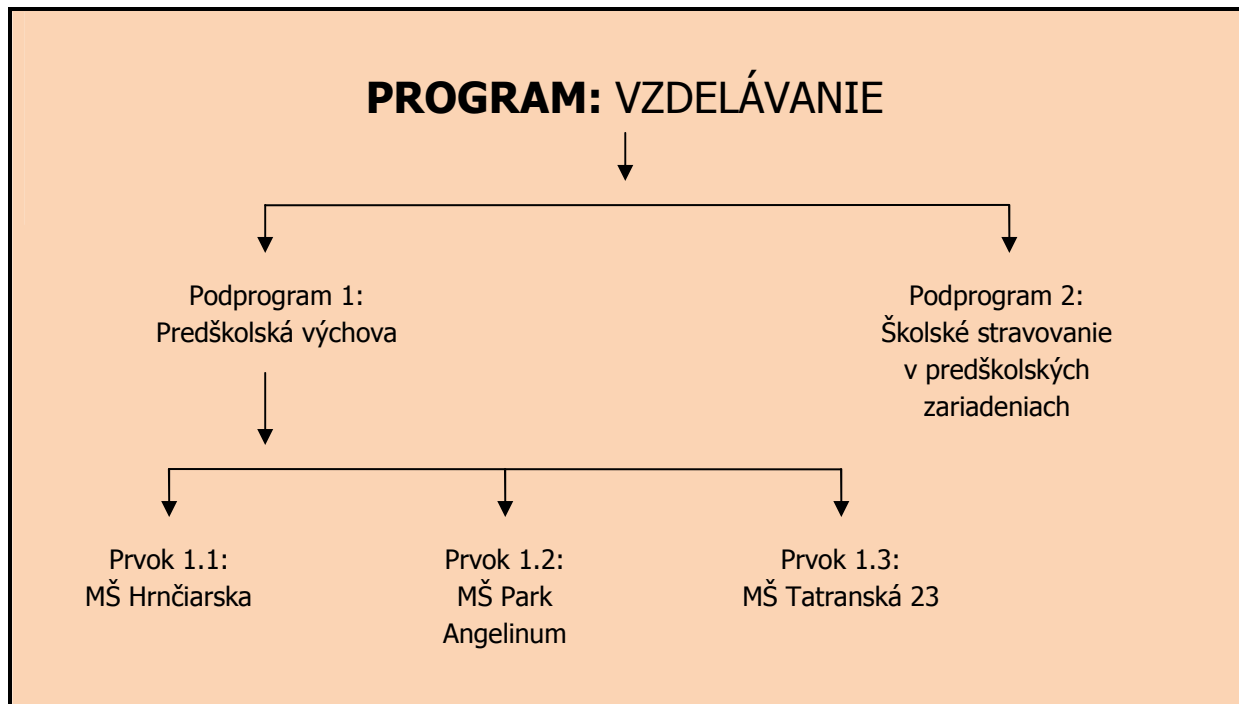 PROGRAM: VZDELÁVANIE
Podprogram 1:
Predškolská výchova
Podprogram 2:
Školské stravovanie
v predškolských
zariadeniach
Prvok 1.1:
MŠ Hrnčiarska
Prvok 1.2:
MŠ Park
Angelinum
Prvok 1.3:
MŠ Tatranská 23